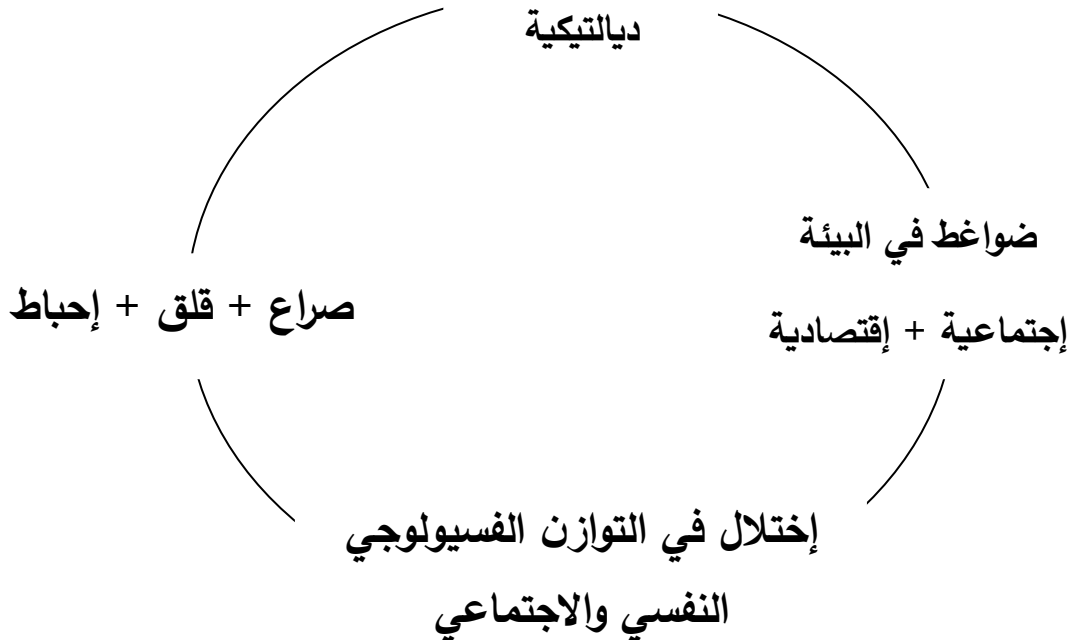 ديالتيكية
ضواغط في البيئة
إجتماعية + إقتصادية
صراع + قلق + إحباط
إختلال في التوازن الفسيولوجي
النفسي والاجتماعي